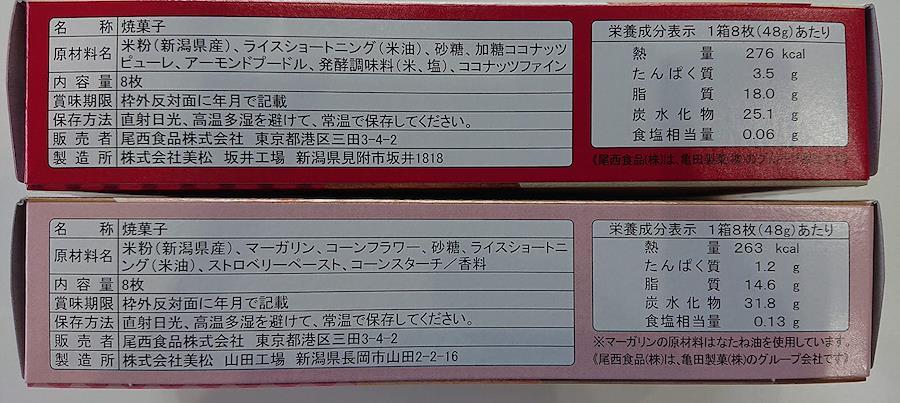 名 称 焼菓子
原材料名 米粉(新潟県産)、ライスショートニング(米油)、砂糖、加糖ココナッツ
ピューレ、アーモンドプードル、発酵調味料(米、塩)、ココナッツファイン
内 容 量 8枚
賞味期限 枠外反対面に年月で記載
保存方法 直射日光、高温多湿を避けて、常温で保存してください。
販 売 者 尾西食品株式会社 東京都港区三田3-4-2
製 造 所 株式会社美松 坂井工場 新潟県見附市坂井1818
栄養成分表示 1箱8枚(48g)あたり
熱 量 276 kcal
たんぱく質 3.5 g
脂 質 18.0 g
炭水化物 25.1 g
食塩相当量 0.06 g
《尾西食品(株)は、亀田製菓(株)のグループ会社です》
名 称 焼菓子
原材料名 米粉(新潟県産)、マーガリン、コーンフラワー、砂糖、ライスショートニ
ング(米油)、ストロベリーペースト、コーンスターチ／香料
内 容 量 8枚
賞味期限 枠外反対面に年月で記載
保存方法 直射日光、高温多湿を避けて、常温で保存してください。
販 売 者 尾西食品株式会社 東京都港区三田3-4-2
製 造 所 株式会社美松 山田工場 新潟県長岡市山田2-2-16
栄養成分表示 1箱8枚(48g)あたり
熱 量 263 kcal
たんぱく質 1.2 g
脂 質 14.6 g
炭水化物 31.8 g
食塩相当量 0.13 g
※マーガリンの原材料はなたね油を使用しています。
《尾西食品(株)は、亀田製菓(株)のグループ会社です》